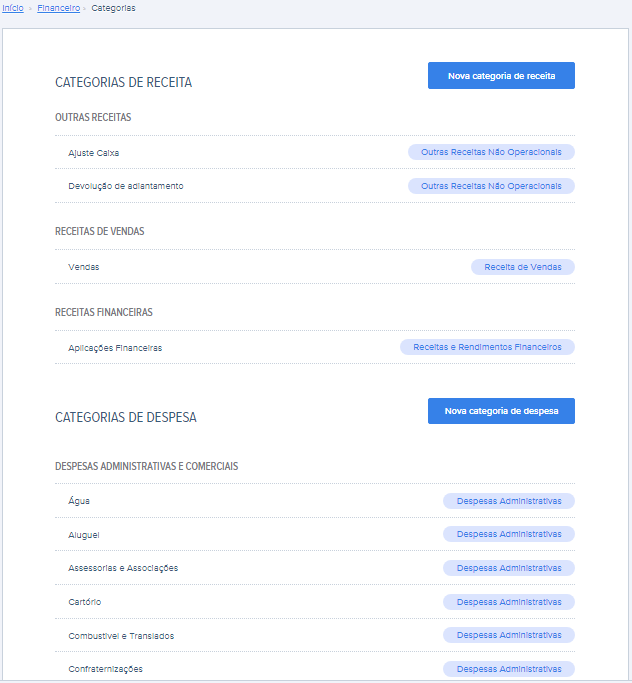 Início › Financeiro › Categorias
CATEGORIAS DE RECEITA
Nova categoria de receita
OUTRAS RECEITAS
Ajuste Caixa
Outras Receitas Não Operacionais
Devolução de adiantamento
Outras Receitas Não Operacionais
RECEITAS DE VENDAS
Vendas
Receita de Vendas
RECEITAS FINANCEIRAS
Aplicações Financeiras
Receitas e Rendimentos Financeiros
CATEGORIAS DE DESPESA
Nova categoria de despesa
DESPESAS ADMINISTRATIVAS E COMERCIAIS
Água
Despesas Administrativas
Aluguel
Despesas Administrativas
Assessorias e Associações
Despesas Administrativas
Cartório
Despesas Administrativas
Combustível e Translados
Despesas Administrativas
Confraternizações
Despesas Administrativas